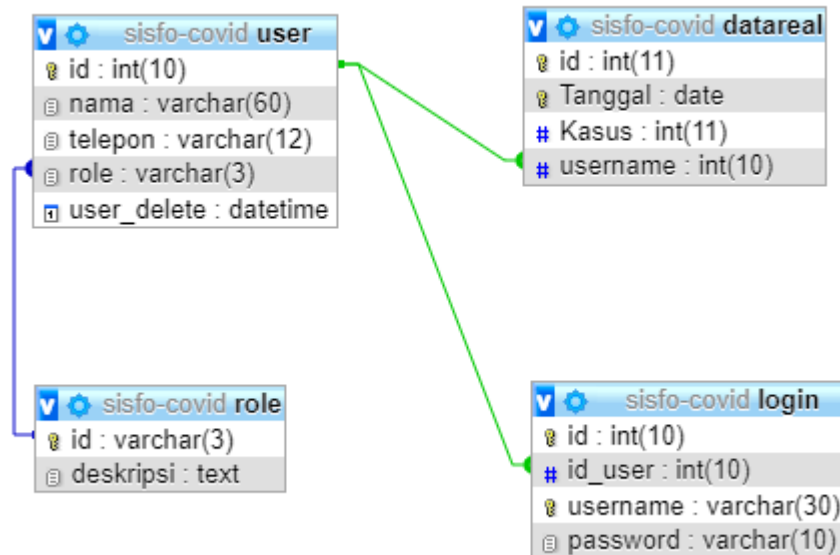 sisfo-covid user
id : int(10)
nama : varchar(60)
telepon : varchar(12)
role : varchar(3)
user_delete : datetime
sisfo-covid datareal
id : int(11)
Tanggal : date
# Kasus : int(11)
# username : int(10)
sisfo-covid role
id : varchar(3)
deskripsi : text
sisfo-covid login
id : int(10)
# id_user : int(10)
username : varchar(30)
password : varchar(10)